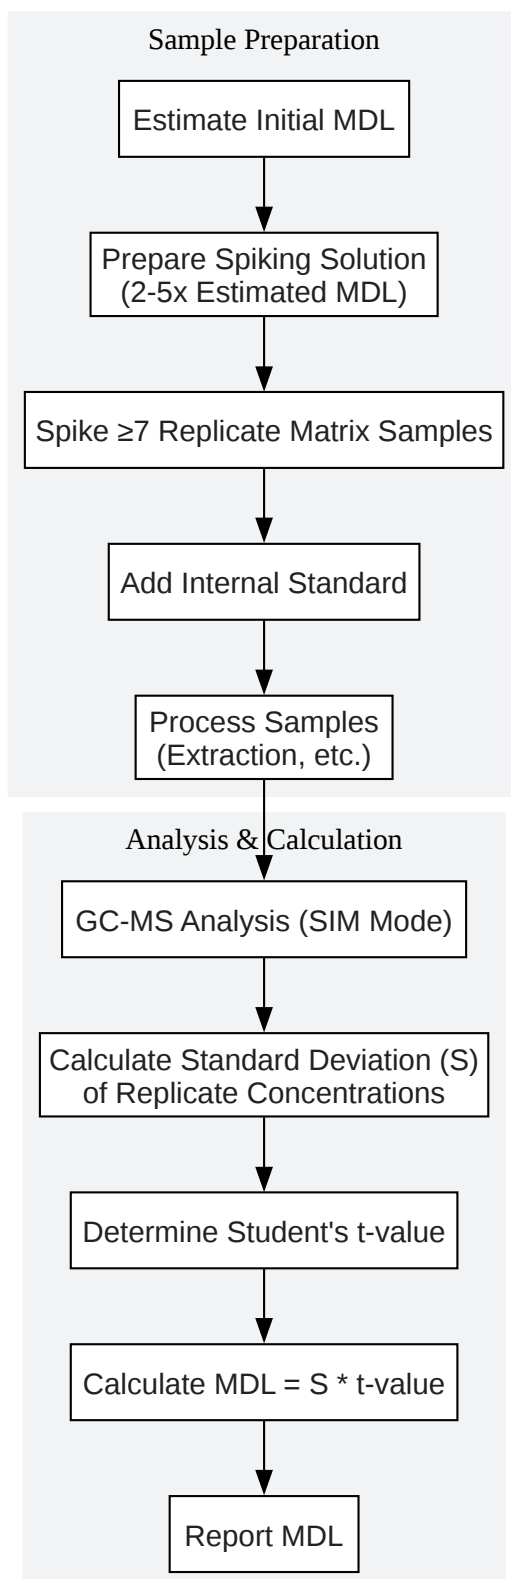 Sample Preparation
Estimate Initial MDL
Prepare Spiking Solution
(2-5x Estimated MDL)
Spike ≥7 Replicate Matrix Samples
Add Internal Standard
Process Samples
(Extraction, etc.)
Analysis & Calculation
GC-MS Analysis (SIM Mode)
Calculate Standard Deviation (S)
of Replicate Concentrations
Determine Student's t-value
Calculate MDL = S * t-value
Report MDL